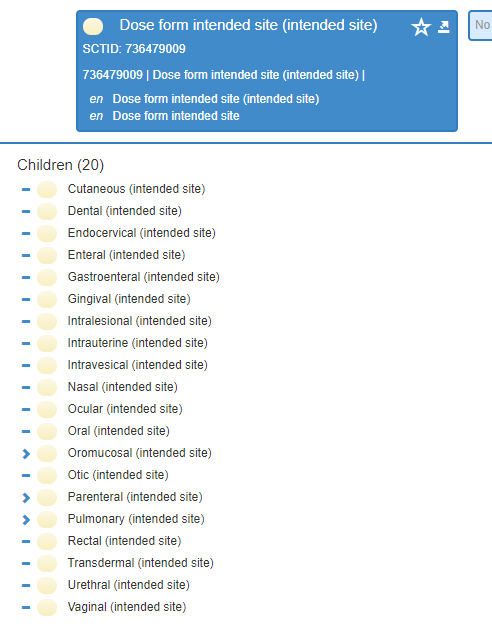 Dose form intended site (intended site)
No
SCTID: 736479009
736479009 | Dose form intended site (intended site) |
en Dose form intended site (intended site)
en Dose form intended site
Children (20)
Cutaneous (intended site)
Dental (intended site)
Endocervical (intended site)
Enteral (intended site)
Gastroenteral (intended site)
Gingival (intended site)
Intralesional (intended site)
Intrauterine (intended site)
Intravesical (intended site)
Nasal (intended site)
Ocular (intended site)
Oral (intended site)
Oromucosal (intended site)
Otic (intended site)
Parenteral (intended site)
Pulmonary (intended site)
Rectal (intended site)
Transdermal (intended site)
Urethral (intended site)
Vaginal (intended site)